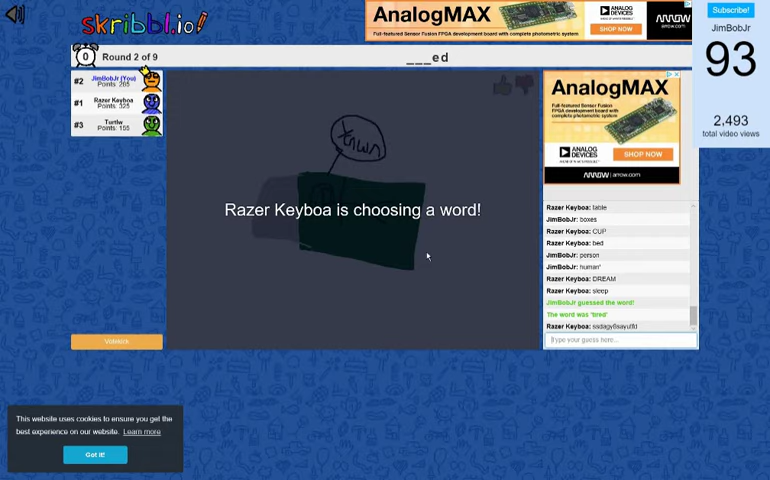 skribbl.io!
AnalogMAX
Full-featured Sensor Fusion FPGA development board with complete photometric system.
ANALOG DEVICES
SHOP NOW
ARROW
Subscribe!
JimBobJr
93
2,493
total video views
0
Round 2 of 9
___ed
#2 JimBobJr (You)
Points: 265
#1 Razer Keyboa
Points: 325
#3 Turtlw
Points: 155
Razer Keyboa is choosing a word!
AnalogMAX
Full-featured Sensor
Fusion FPGA
development board with
complete photometric
system.
ANALOG DEVICES
SHOP NOW
ARROW arrow.com
Razer Keyboa: table
JimBobJr: boxes
Razer Keyboa: CUP
Razer Keyboa: bed
JimBobJr: person
JimBobJr: human'
Razer Keyboa: DREAM
Razer Keyboa: sleep
JimBobJr guessed the word!
The word was 'tired'
Type your guess here...
Votekick
This website uses cookies to ensure you get the
best experience on our website. Learn more
Got it!